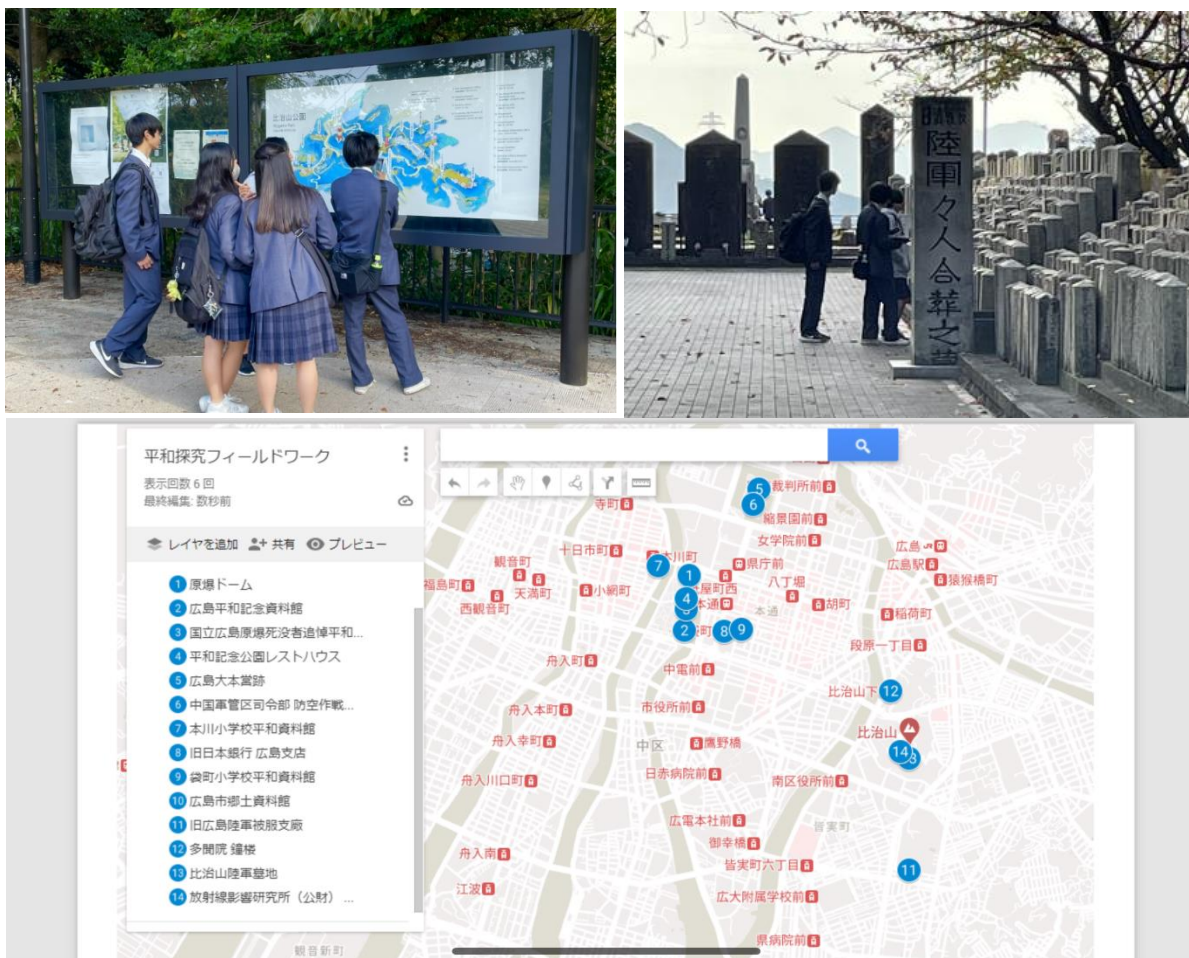 比治山公園
陸軍々人合葬之墓
平和探究フィールドワーク
表示回数 6 回
最終編集: 数秒前
レイヤを追加 共有 プレビュー
1 原爆ドーム
2 広島平和記念資料館
3 国立広島原爆死没者追悼平和...
4 平和記念公園レストハウス
5 広島大本営跡
6 中国軍管区司令部 防空作戦...
7 本川小学校平和資料館
8 旧日本銀行 広島支店
9 袋町小学校平和資料館
10 広島市郷土資料館
11 旧広島陸軍被服支廠
12 多聞院 鐘楼
13 比治山陸軍墓地
14 放射線影響研究所（公財） ...
5 裁判所前
6
寺町
縮景園前
十日市町
女学院前
広島
観音町
7 本川町
県庁前
広島駅
福島町
1
八丁堀
猿猴橋町
天満町
小網町
西観音町
4
本通
本通
胡町
稲荷町
2
8
9
段原一丁目
舟入町
中電前
比治山下 12
舟入本町
市役所前
比治山
舟入幸町
中区
鷹野橋
14
舟入川口町
日赤病院前
南区役所前
広電本社前
皆実町
御幸橋
舟入南
皆実町六丁目
11
江波
広大附属学校前
県病院前
観音新町